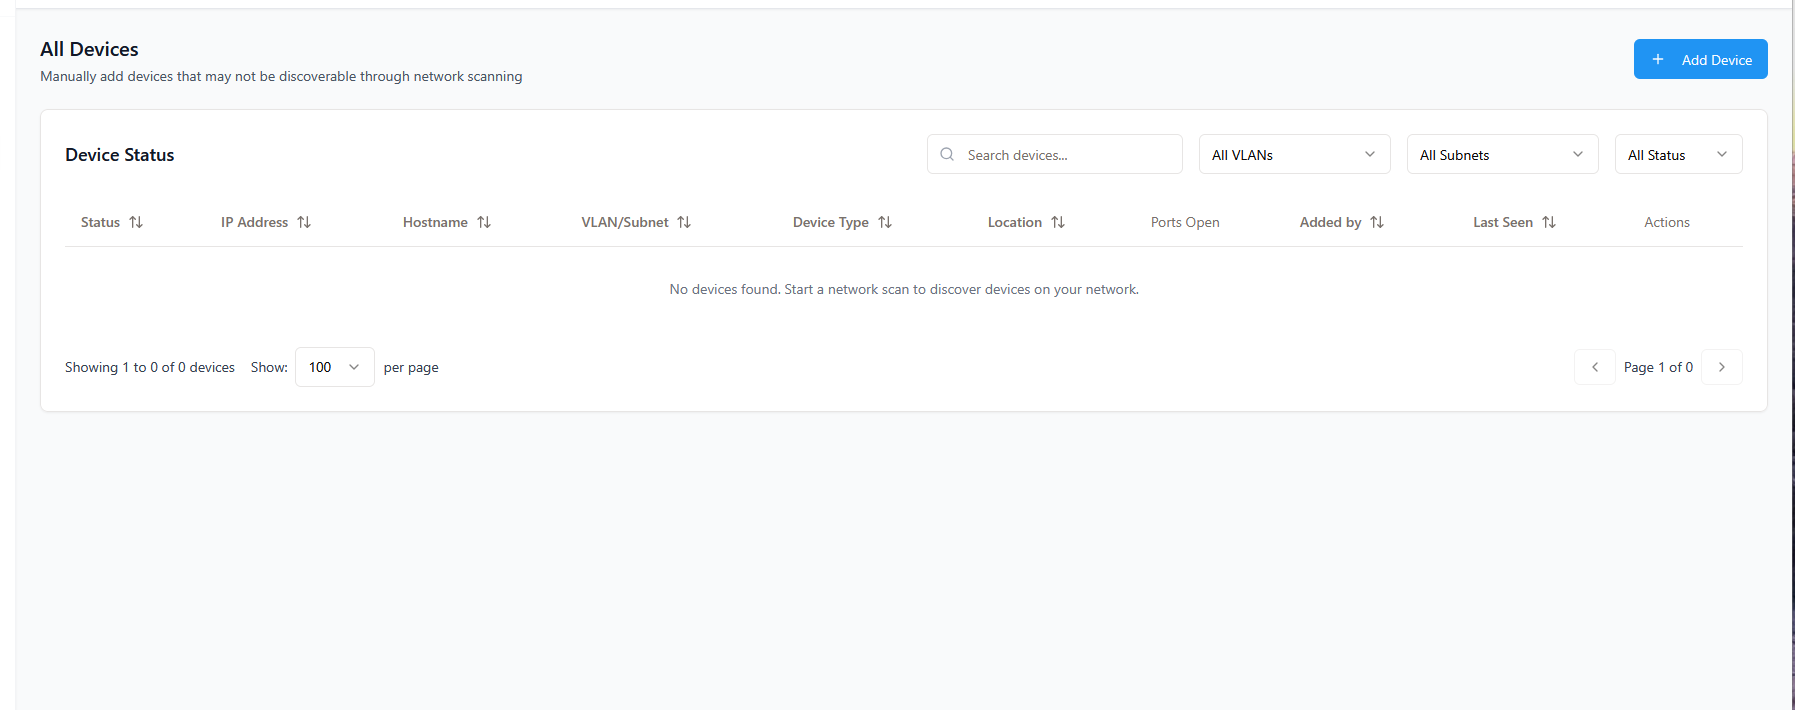 All Devices
Manually add devices that may not be discoverable through network scanning
+ Add Device
Device Status
Search devices...
All VLANs
All Subnets
All Status
Status IP Address Hostname VLAN/Subnet Device Type Location Ports Open Added by Last Seen Actions
No devices found. Start a network scan to discover devices on your network.
Showing 1 to 0 of 0 devices Show: 100 per page
Page 1 of 0